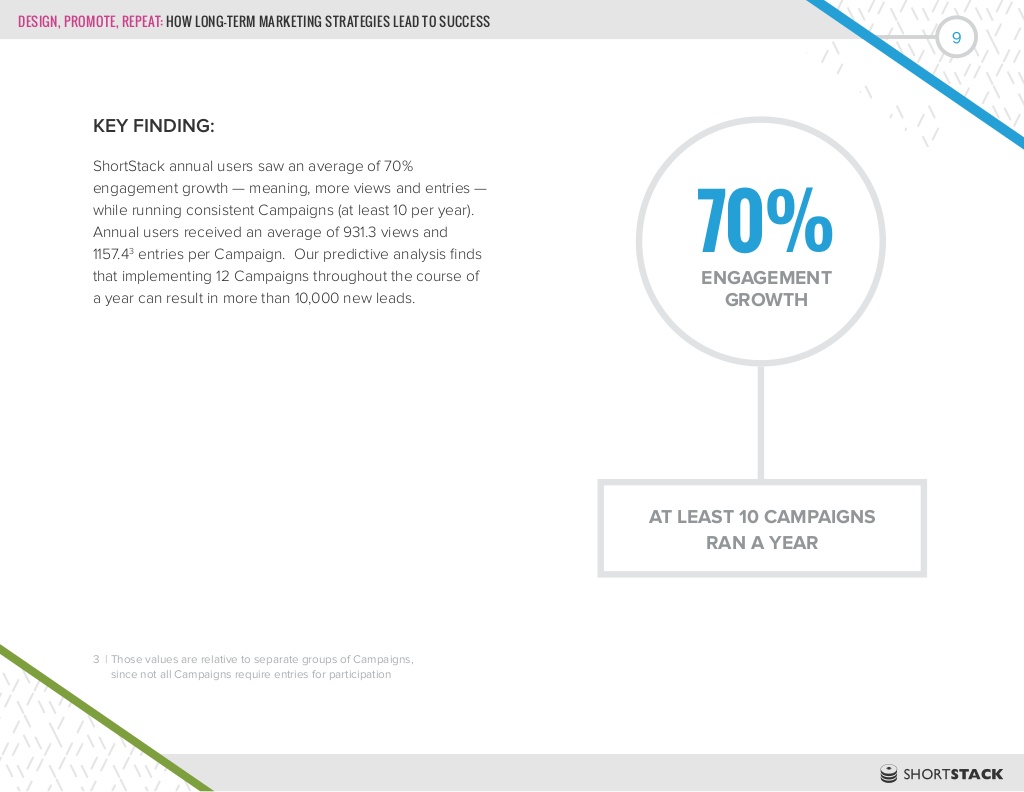 DESIGN, PROMOTE, REPEAT: HOW LONG-TERM MARKETING STRATEGIES LEAD TO SUCCESS
9
KEY FINDING:
ShortStack annual users saw an average of 70%
engagement growth — meaning, more views and entries —
while running consistent Campaigns (at least 10 per year).
Annual users received an average of 931.3 views and
1157.4³ entries per Campaign.  Our predictive analysis finds
that implementing 12 Campaigns throughout the course of
a year can result in more than 10,000 new leads.
70%
ENGAGEMENT
GROWTH
AT LEAST 10 CAMPAIGNS
RAN A YEAR
3 | Those values are relative to separate groups of Campaigns,
since not all Campaigns require entries for participation
SHORTSTACK